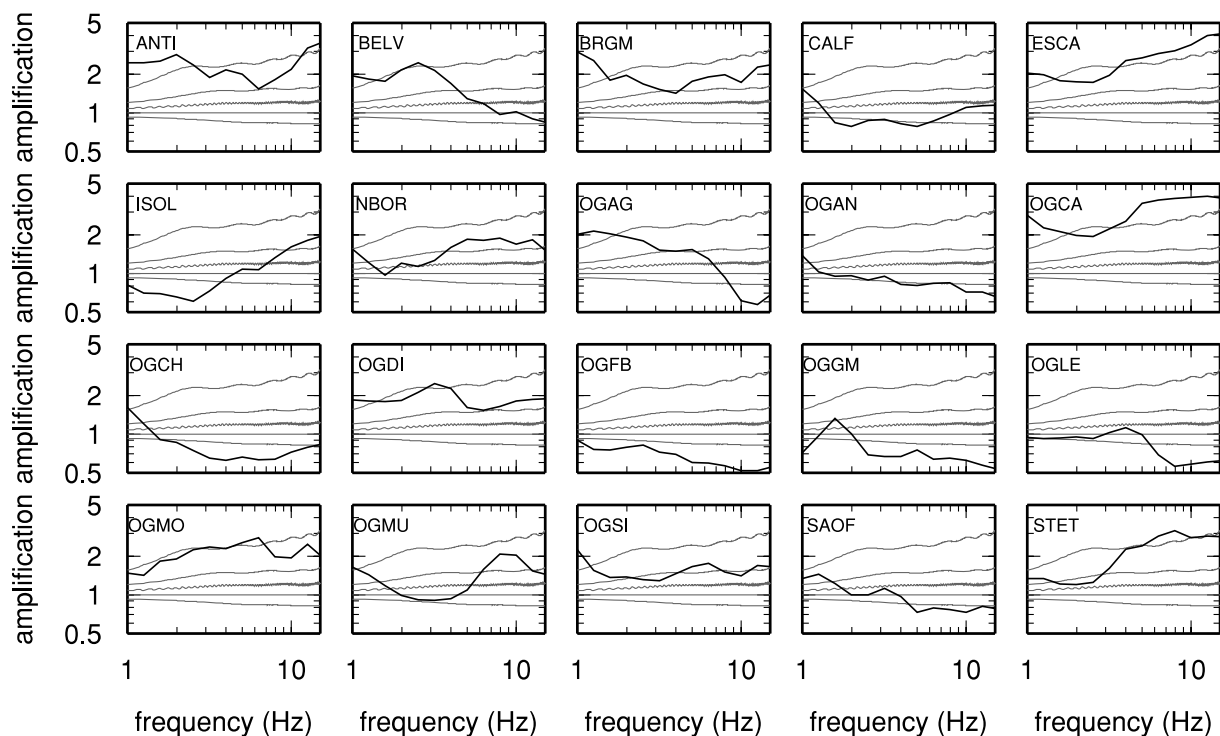 5
2
1
0.5
amplification
ANTI
BELV
BRGM
CALF
ESCA
5
2
1
0.5
amplification
ISOL
NBOR
OGAG
OGAN
OGCA
5
2
1
0.5
amplification
OGCH
OGDI
OGFB
OGGM
OGLE
5
2
1
0.5
amplification
OGMO
OGMU
OGSI
SAOF
STET
1 10 1 10 1 10 1 10 1 10
frequency (Hz) frequency (Hz) frequency (Hz) frequency (Hz) frequency (Hz)